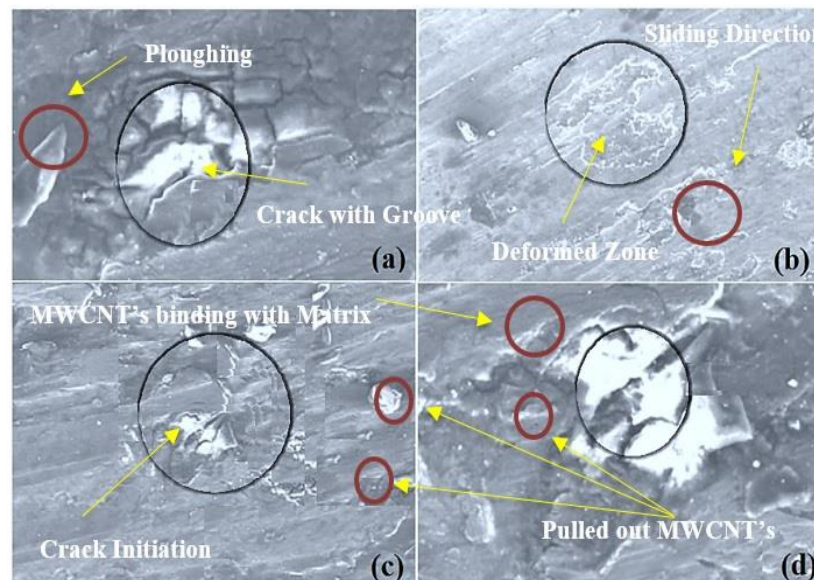 Ploughing
Crack with Groove
(a)
Sliding Direction
Deformed Zone
(b)
MWCNT's binding with Matrix
Crack Initiation
(c)
Pulled out MWCNT's
(d)